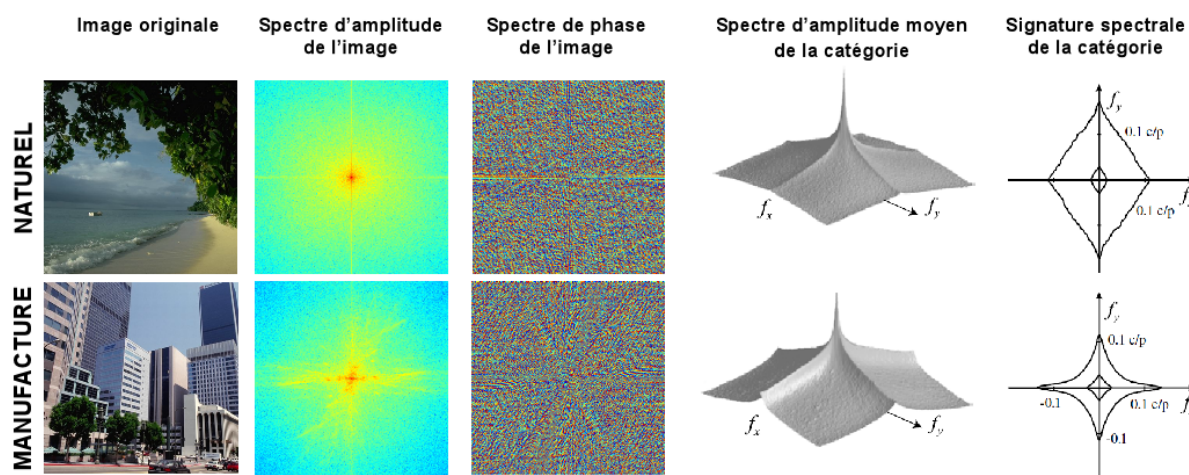 Image originale
Spectre d'amplitude
de l'image
Spectre de phase
de l'image
Spectre d'amplitude moyen
de la catégorie
Signature spectrale
de la catégorie
NATUREL
f_x
f_y
f_y
0.1 c/p
0.1 c/p
MANUFACTURE
f_x
f_y
f_y
0.1 c/p
-0.1
0.1 c/p
-0.1